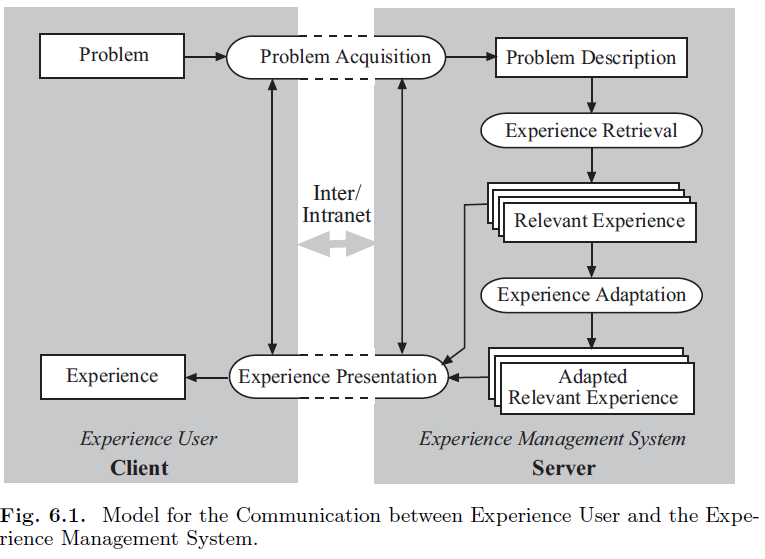 Problem
Problem Acquisition
Problem Description
Experience Retrieval
Inter/
Intranet
Relevant Experience
Experience Adaptation
Experience
Experience Presentation
Adapted
Relevant Experience
Experience User
Experience Management System
Client
Server
Fig. 6.1. Model for the Communication between Experience User and the Expe-
rience Management System.